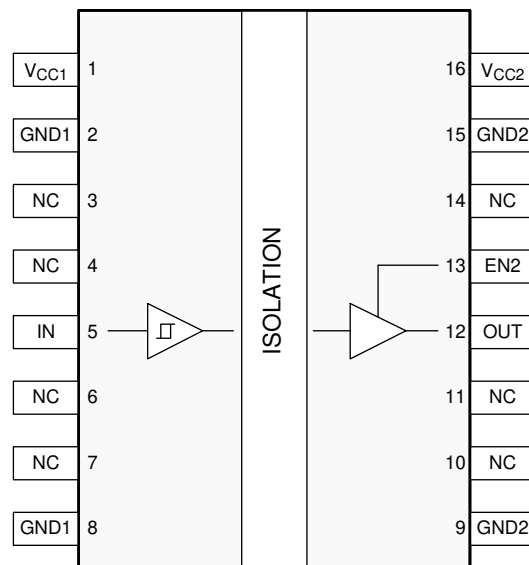 VCC1 1 16 VCC2
GND1 2 15 GND2
NC 3 14 NC
NC 4 13 EN2
IN 5 12 OUT
NC 6 11 NC
NC 7 10 NC
GND1 8 9 GND2
ISOLATION